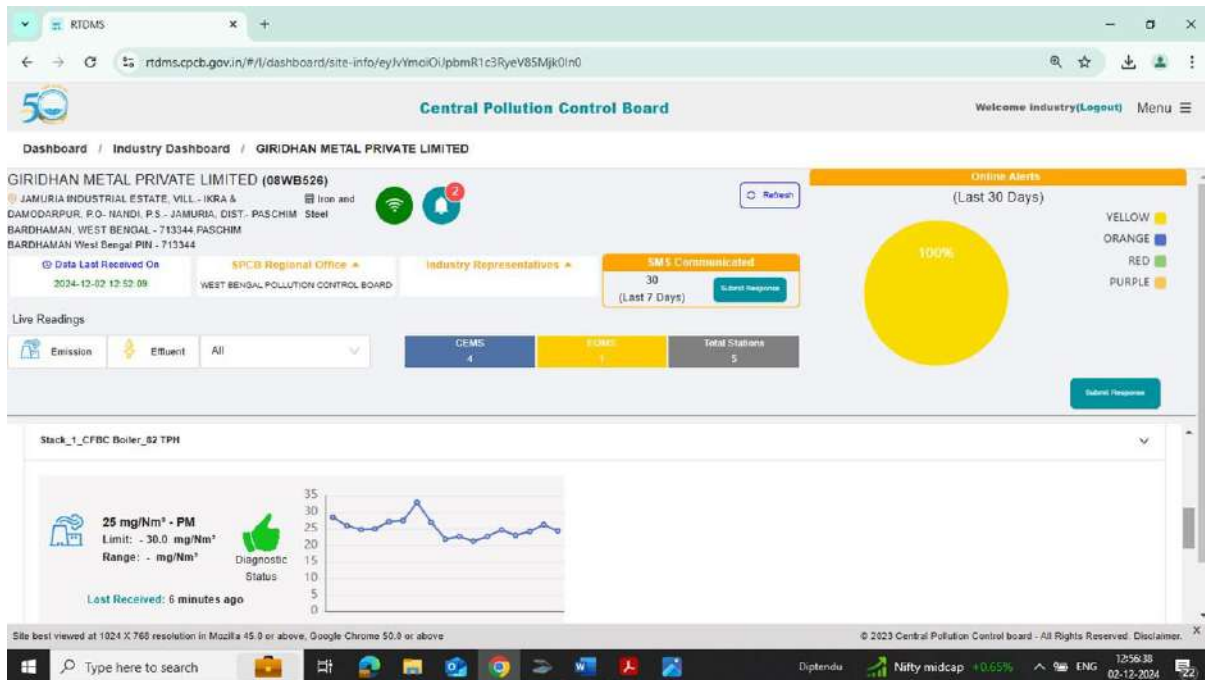 RTDMS
rtdms.cpcb.gov.in/#/l/dashboard/site-info/
50
Central Pollution Control Board
Welcome industry(Logout) Menu
Dashboard / Industry Dashboard / GIRIDHAN METAL PRIVATE LIMITED
GIRIDHAN METAL PRIVATE LIMITED (08WB526)
JAMURIA INDUSTRIAL ESTATE, VILL - IKRA &
DAMODARPUR, P.O- NANDI, P.S - JAMURIA, DIST - PASCHIM
BARDHAMAN, WEST BENGAL - 713344,PASCHIM
BARDHAMAN West Bengal PIN - 713344
Iron and
Steel
2
Refresh
Data Last Received On
2024-12-02 12:52:09
SPCB Regional Office
WEST BENGAL POLLUTION CONTROL BOARD
Industry Representatives
SMS Communicated
30
(Last 7 Days)
Submit Response
Online Alerts
(Last 30 Days)
100%
YELLOW
ORANGE
RED
PURPLE
Submit Response
Live Readings
Emission
Effluent
All
CEMS
4
EQMS
1
Total Stations
5
Stack_1_CFBC Boiler_82 TPH
25 mg/Nm³ - PM
Limit: - 30.0 mg/Nm³
Range: - mg/Nm³
Last Received: 6 minutes ago
Diagnostic
Status
35
30
25
20
15
10
5
0
Site best viewed at 1024 X 768 resolution in Mozilla 45.0 or above, Google Chrome 50.0 or above
© 2023 Central Pollution Control board - All Rights Reserved. Disclaimer.
Type here to search
Diptendu
Nifty midcap +0.65%
ENG
12:56:38
02-12-2024
22